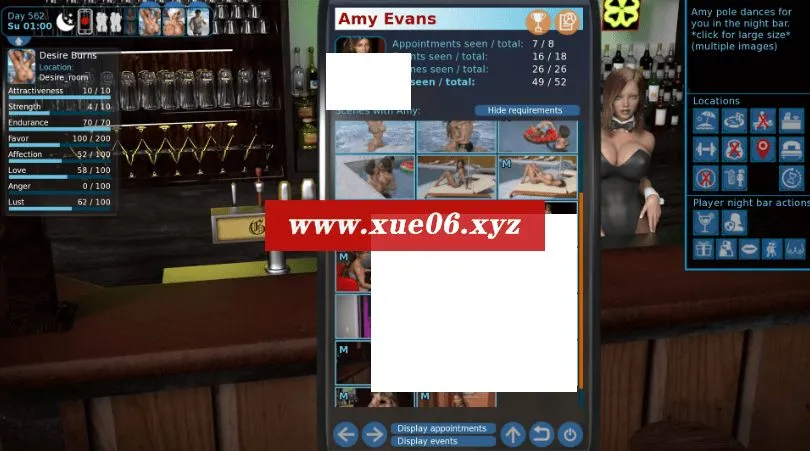 Day 562.
Su 01:00
Desire Burns
Location:
Desire_room
Attractiveness 10 / 10
Strength 4 / 10
Endurance 70 / 70
Favor 100 / 200
Affection 52 / 100
Love 58 / 100
Anger 0 / 100
Lust 62 / 100
Amy Evans
Appointments seen / total: 7 / 8
nts seen / total: 16 / 18
nes seen / total: 26 / 26
seen / total: 49 / 52
Scenes with Amy:
Hide requirements
M
www.xue06.xyz
M
M
M
M
M
Display appointments
Display events
Amy pole dances for
you in the night bar.
*click for large size*
(multiple images)
Locations
Player night bar actions